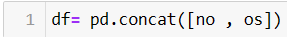 1 df= pd.concat([no , os])